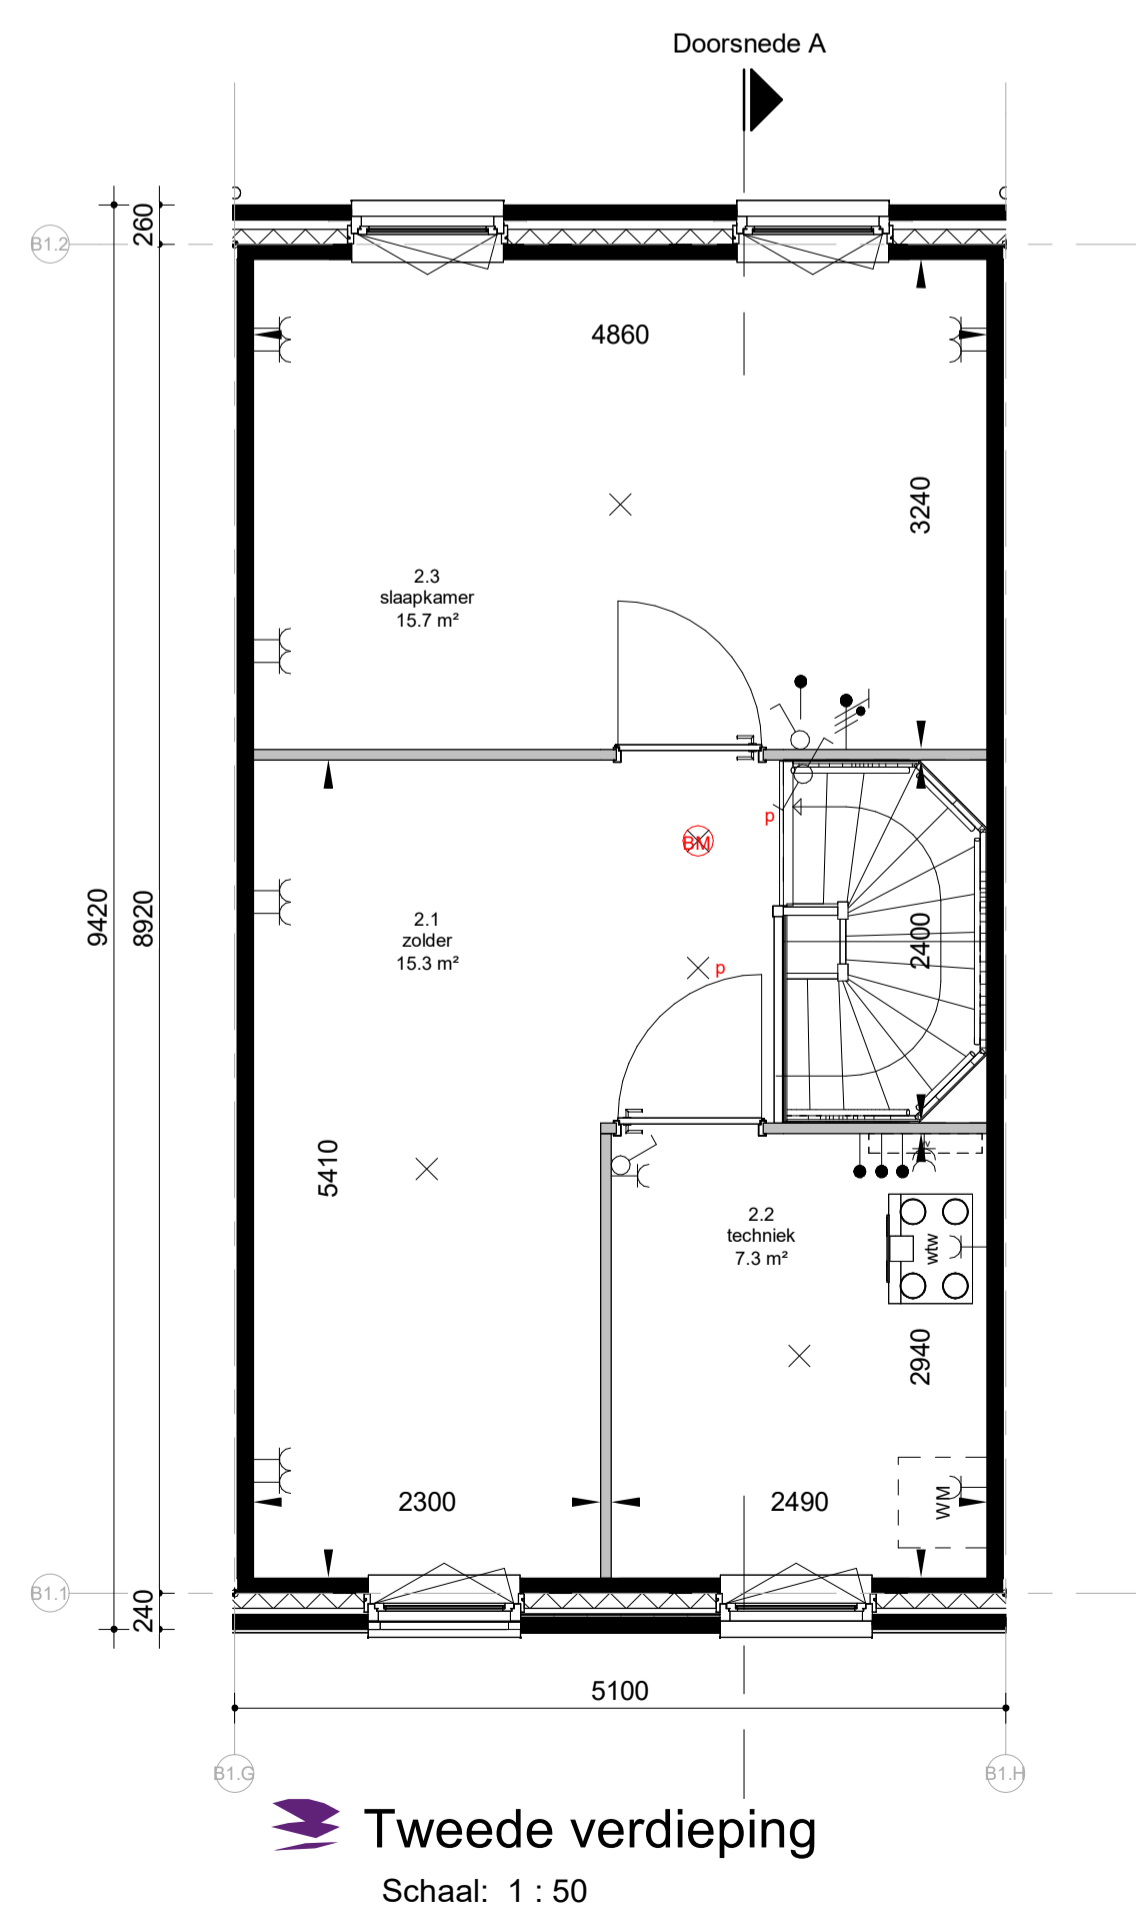 Doorsnede A
260
B1.2
4860
3240
2.3
slaapkamer
15.7 m²
p
BM
9420
8920
2.1
zolder
15.3 m²
p
2400
5410
2.2
techniek
7.3 m²
wtw
2940
2300
2490
WM
B1.1
240
5100
B1.G
B1.H
Tweede verdieping
Schaal: 1 : 50